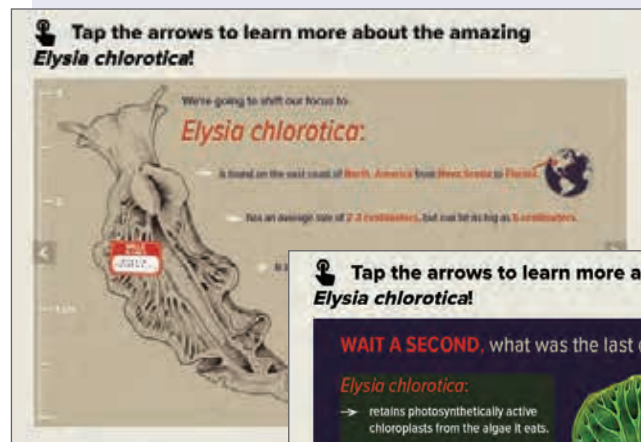 Tap the arrows to learn more about the amazing
Elysia chlorotica!
We're going to shift our focus to
Elysia chlorotica:
is found on the east coast of North America from Nova Scotia to Florida.
has an average size of 2-3 centimeters, but can be as big as 5 centimeters.
Tap the arrows to learn more a
Elysia chlorotica!
WAIT A SECOND, what was the last
Elysia chlorotica:
→ retains photosynthetically active
chloroplasts from the algae it eats.